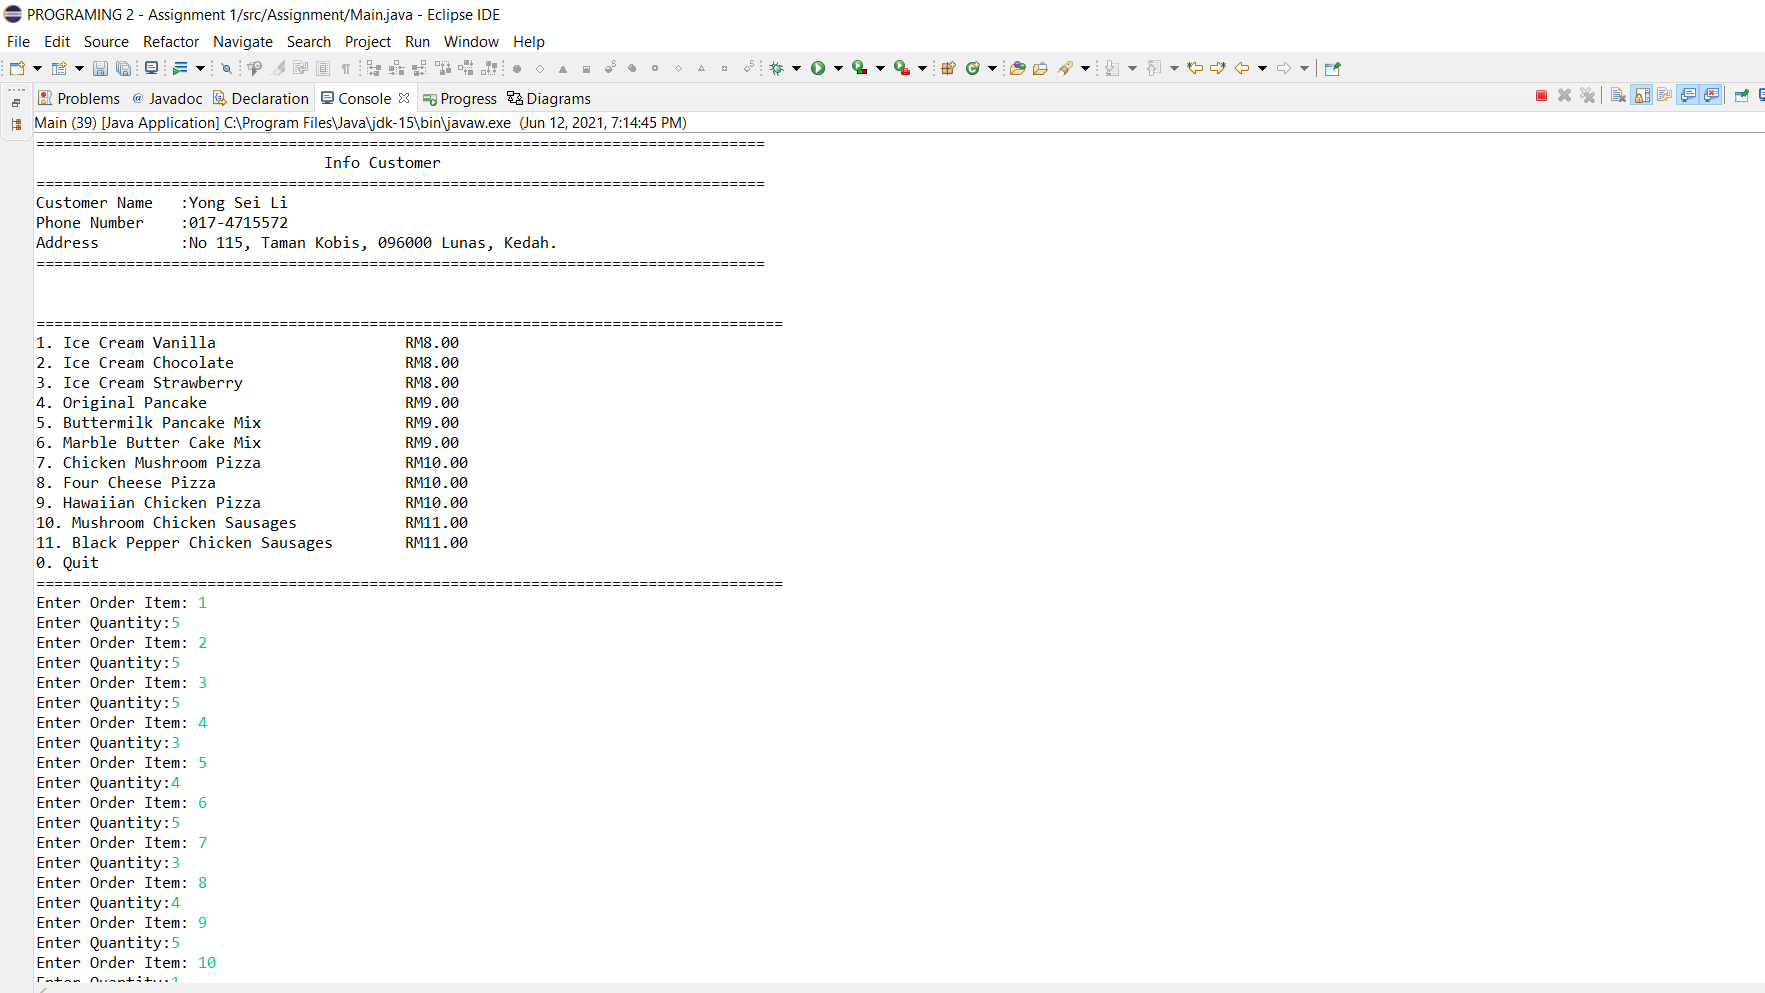 PROGRAMING 2 - Assignment 1/src/Assignment/Main.java - Eclipse IDE
File Edit Source Refactor Navigate Search Project Run Window Help
Problems @ Javadoc Declaration Console Progress Diagrams
Main (39) [Java Application] C:\Program Files\Java\jdk-15\bin\javaw.exe (Jun 12, 2021, 7:14:45 PM)
=================================================================================
Info Customer
=================================================================================
Customer Name :Yong Sei Li
Phone Number :017-4715572
Address :No 115, Taman Kobis, 096000 Lunas, Kedah.
=================================================================================
===================================================================================
1. Ice Cream Vanilla RM8.00
2. Ice Cream Chocolate RM8.00
3. Ice Cream Strawberry RM8.00
4. Original Pancake RM9.00
5. Buttermilk Pancake Mix RM9.00
6. Marble Butter Cake Mix RM9.00
7. Chicken Mushroom Pizza RM10.00
8. Four Cheese Pizza RM10.00
9. Hawaiian Chicken Pizza RM10.00
10. Mushroom Chicken Sausages RM11.00
11. Black Pepper Chicken Sausages RM11.00
0. Quit
===================================================================================
Enter Order Item: 1
Enter Quantity:5
Enter Order Item: 2
Enter Quantity:5
Enter Order Item: 3
Enter Quantity:5
Enter Order Item: 4
Enter Quantity:3
Enter Order Item: 5
Enter Quantity:4
Enter Order Item: 6
Enter Quantity:5
Enter Order Item: 7
Enter Quantity:3
Enter Order Item: 8
Enter Quantity:4
Enter Order Item: 9
Enter Quantity:5
Enter Order Item: 10
Enter Quantity:1